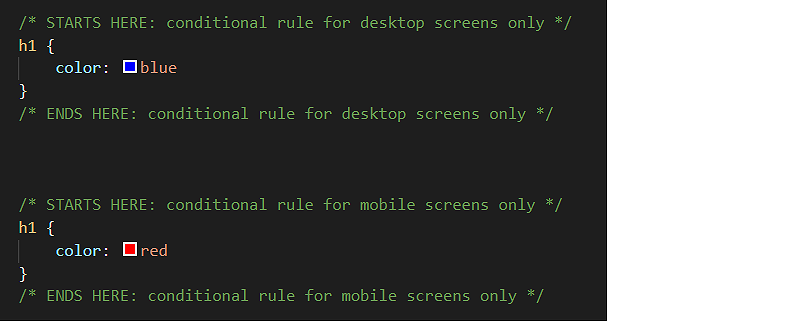 /* STARTS HERE: conditional rule for desktop screens only */
h1 {
    color: blue
}
/* ENDS HERE: conditional rule for desktop screens only */
/* STARTS HERE: conditional rule for mobile screens only */
h1 {
    color: red
}
/* ENDS HERE: conditional rule for mobile screens only */